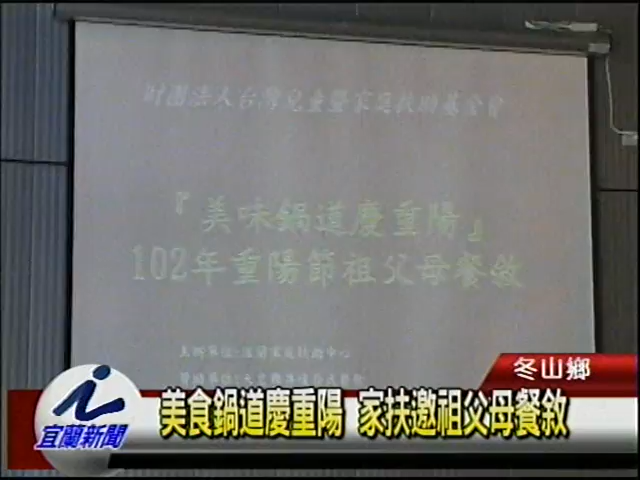 財團法人台灣兒童暨家庭扶助基金會
『美味鍋道慶重陽』
102年重陽節祖父母餐敘
冬山鄉
美食鍋道慶重陽 家扶邀祖父母餐敘
宜蘭新聞